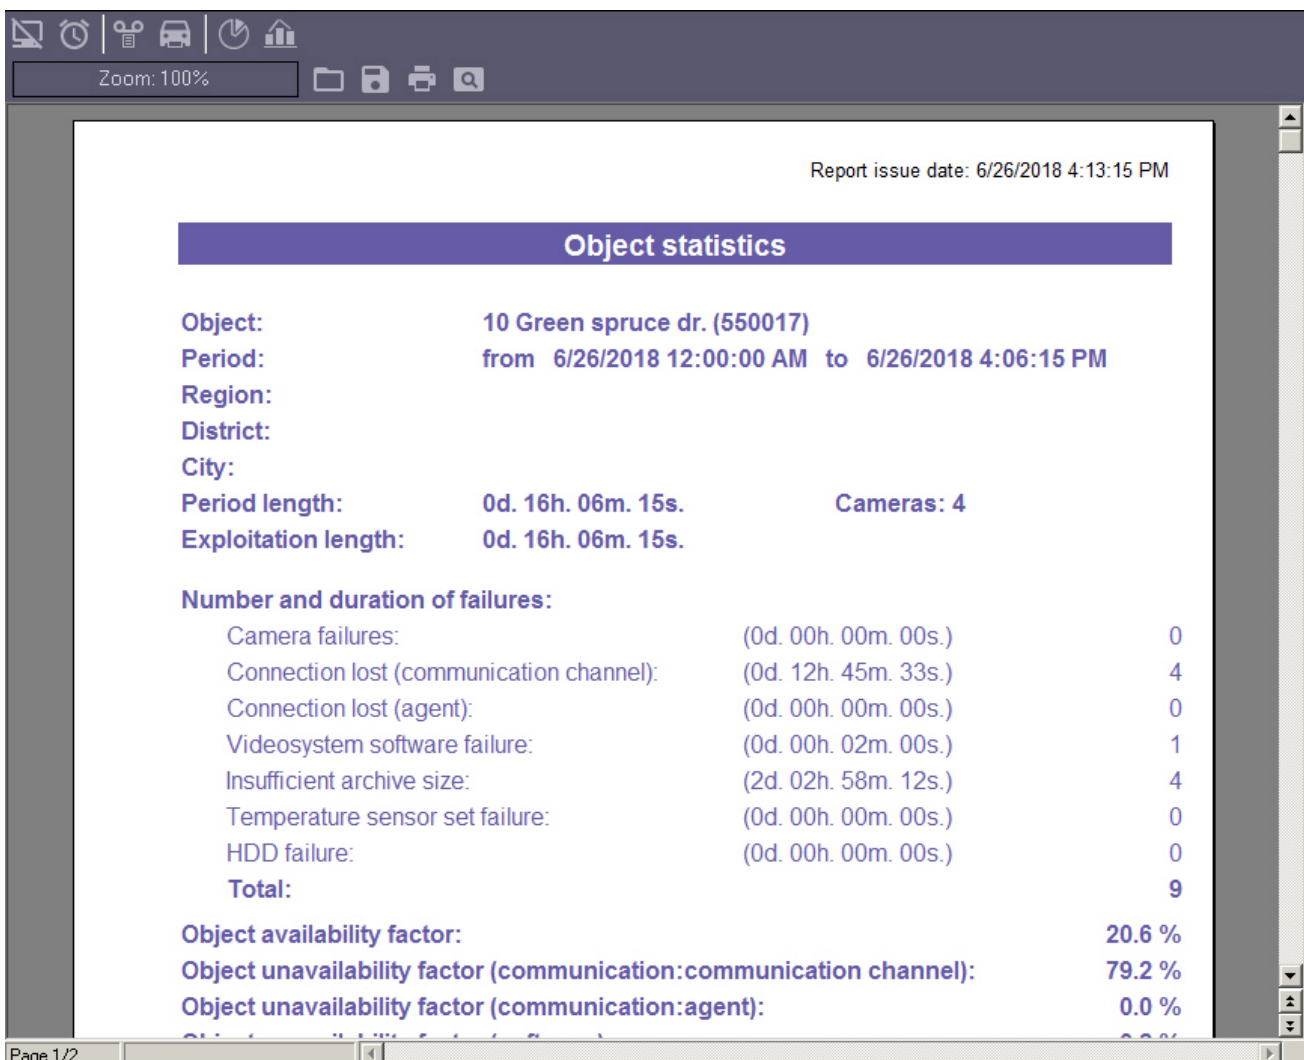 Zoom: 100%
Report issue date: 6/26/2018 4:13:15 PM
Object statistics
Object: 10 Green spruce dr. (550017)
Period: from 6/26/2018 12:00:00 AM to 6/26/2018 4:06:15 PM
Region:
District:
City:
Period length: 0d. 16h. 06m. 15s. Cameras: 4
Exploitation length: 0d. 16h. 06m. 15s.
Number and duration of failures:
Camera failures: (0d. 00h. 00m. 00s.) 0
Connection lost (communication channel): (0d. 12h. 45m. 33s.) 4
Connection lost (agent): (0d. 00h. 00m. 00s.) 0
Videosystem software failure: (0d. 00h. 02m. 00s.) 1
Insufficient archive size: (2d. 02h. 58m. 12s.) 4
Temperature sensor set failure: (0d. 00h. 00m. 00s.) 0
HDD failure: (0d. 00h. 00m. 00s.) 0
Total: 9
Object availability factor: 20.6 %
Object unavailability factor (communication:communication channel): 79.2 %
Object unavailability factor (communication:agent): 0.0 %
Page 1/2